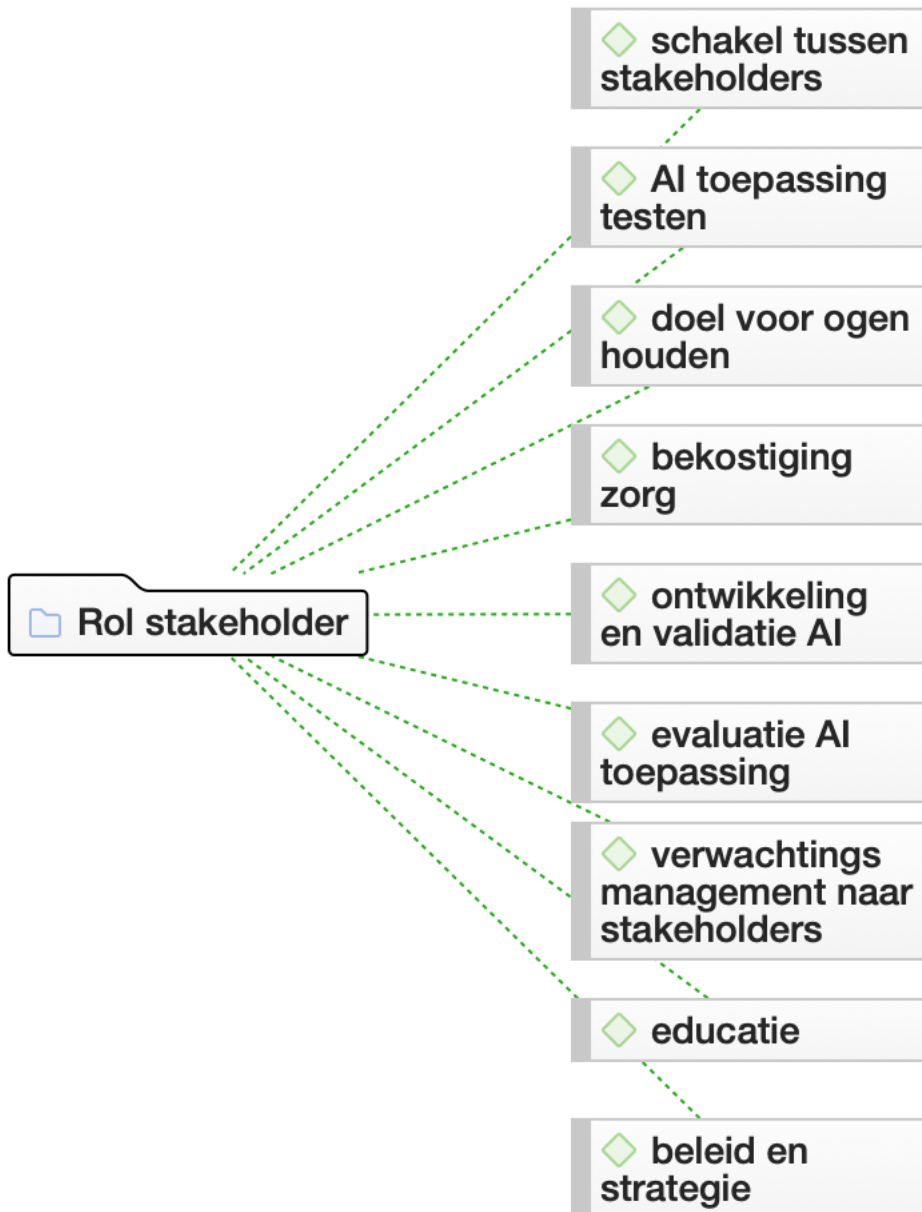 schakel tussen
stakeholders
AI toepassing
testen
doel voor ogen
houden
bekostiging
zorg
Rol stakeholder
ontwikkeling
en validatie AI
evaluatie AI
toepassing
verwachtings
management naar
stakeholders
educatie
beleid en
strategie